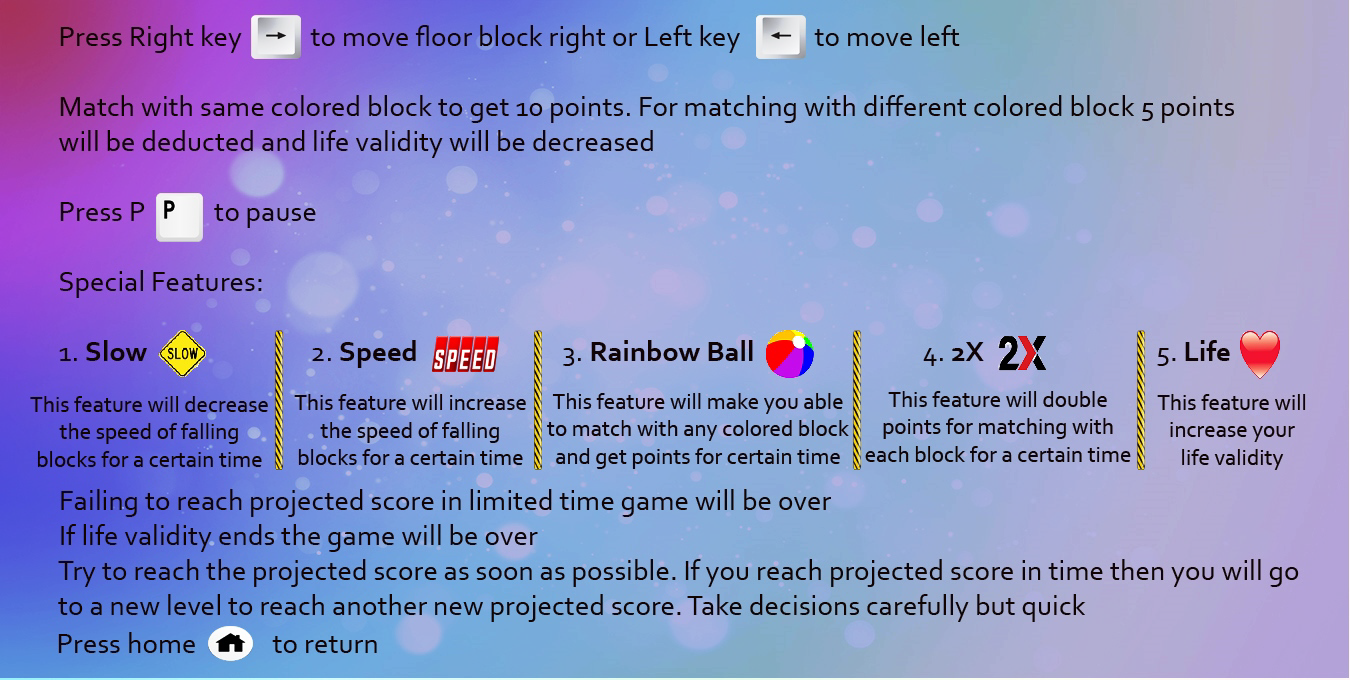 Press Right key → to move floor block right or Left key ← to move left
Match with same colored block to get 10 points. For matching with different colored block 5 points
will be deducted and life validity will be decreased
Press P P to pause
Special Features:
1. Slow SLOW
This feature will decrease
the speed of falling
blocks for a certain time
2. Speed SPEED
This feature will increase
the speed of falling
blocks for a certain time
3. Rainbow Ball
This feature will make you able
to match with any colored block
and get points for certain time
4. 2X 2X
This feature will double
points for matching with
each block for a certain time
5. Life
This feature will
increase your
life validity
Failing to reach projected score in limited time game will be over
If life validity ends the game will be over
Try to reach the projected score as soon as possible. If you reach projected score in time then you will go
to a new level to reach another new projected score. Take decisions carefully but quick
Press home to return